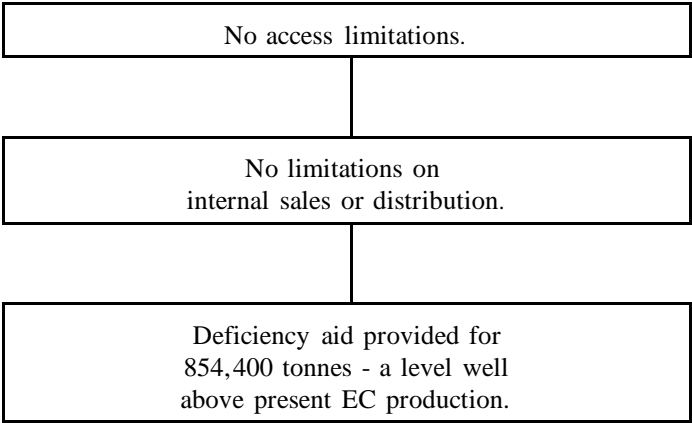 No access limitations.
No limitations on
internal sales or distribution.
Deficiency aid provided for
854,400 tonnes - a level well
above present EC production.